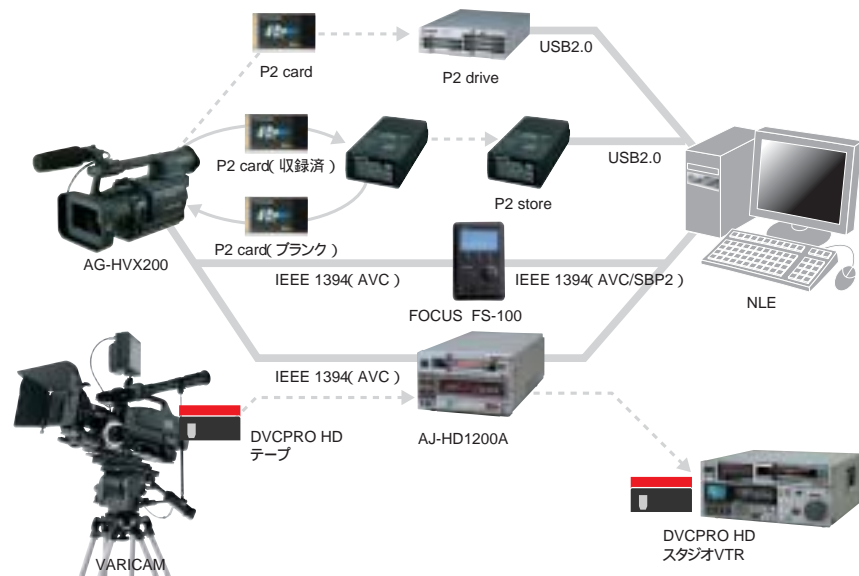 P2 card
P2 drive
USB2.0
P2 card( 収録済 )
P2 store
USB2.0
P2 card( ブランク )
AG-HVX200
IEEE 1394( AVC )
IEEE 1394( AVC/SBP2 )
FOCUS FS-100
NLE
IEEE 1394( AVC )
DVCPRO HD
テープ
AJ-HD1200A
VARICAM
DVCPRO HD
スタジオVTR